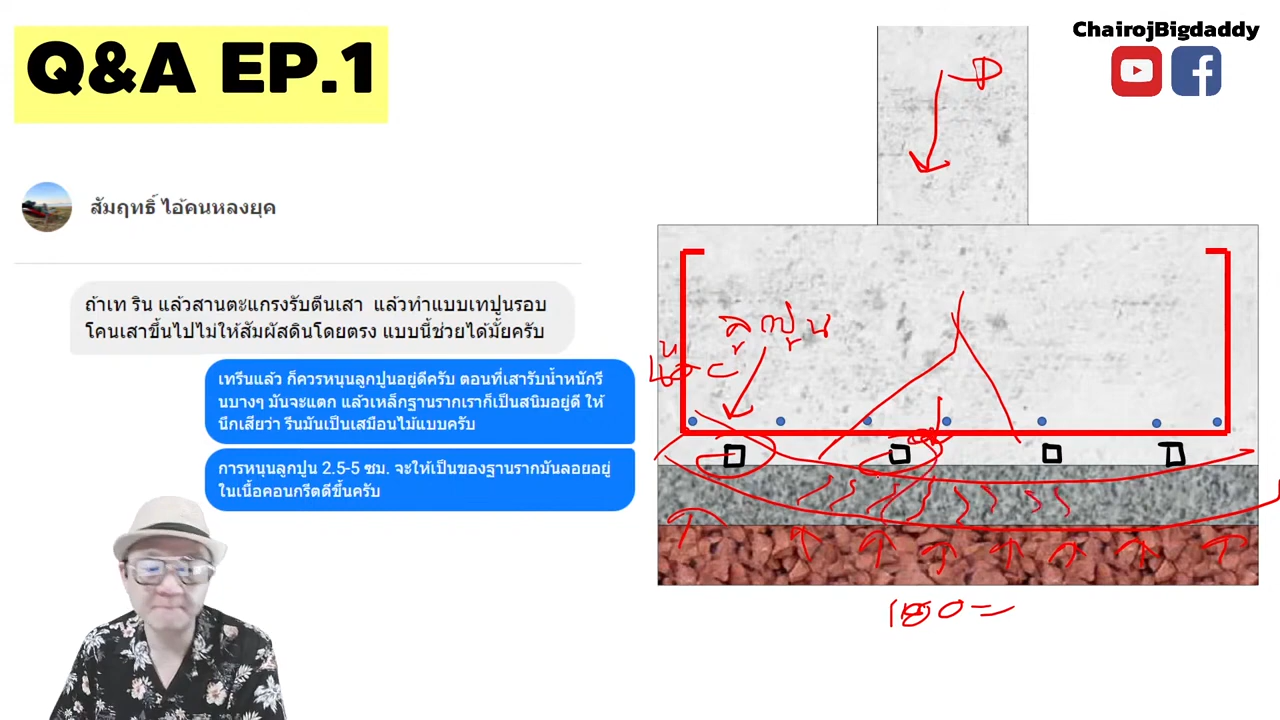 Q&A EP.1
ChairojBigdaddy
สัมฤทธิ์ ไอ้คนหลงยุค
ถ้าเท ริน แล้วสานตะแกรงรับตีนเสา แล้วทำแบบเทปูนรอบ
โคนเสาขึ้นไปไม่ให้สัมผัสดินโดยตรง แบบนี้ช่วยได้มั้ยครับ
เทรีนแล้ว ก็ควรหนุนลูกปูนอยู่ดีครับ ตอนที่เสารับน้ำหนักรี
นบางๆ มันจะแตก แล้วเหล็กฐานรากเราก็เป็นสนิมอยู่ดี ให้
นึกเสียว่า รีนมันเป็นเสมือนไม้แบบครับ
การหนุนลูกปูน 2.5-5 ซม. จะให้เป็นของฐานรากมันลอยอยู่
ในเนื้อคอนกรีตดีขึ้นครับ
P
ลูกปูน